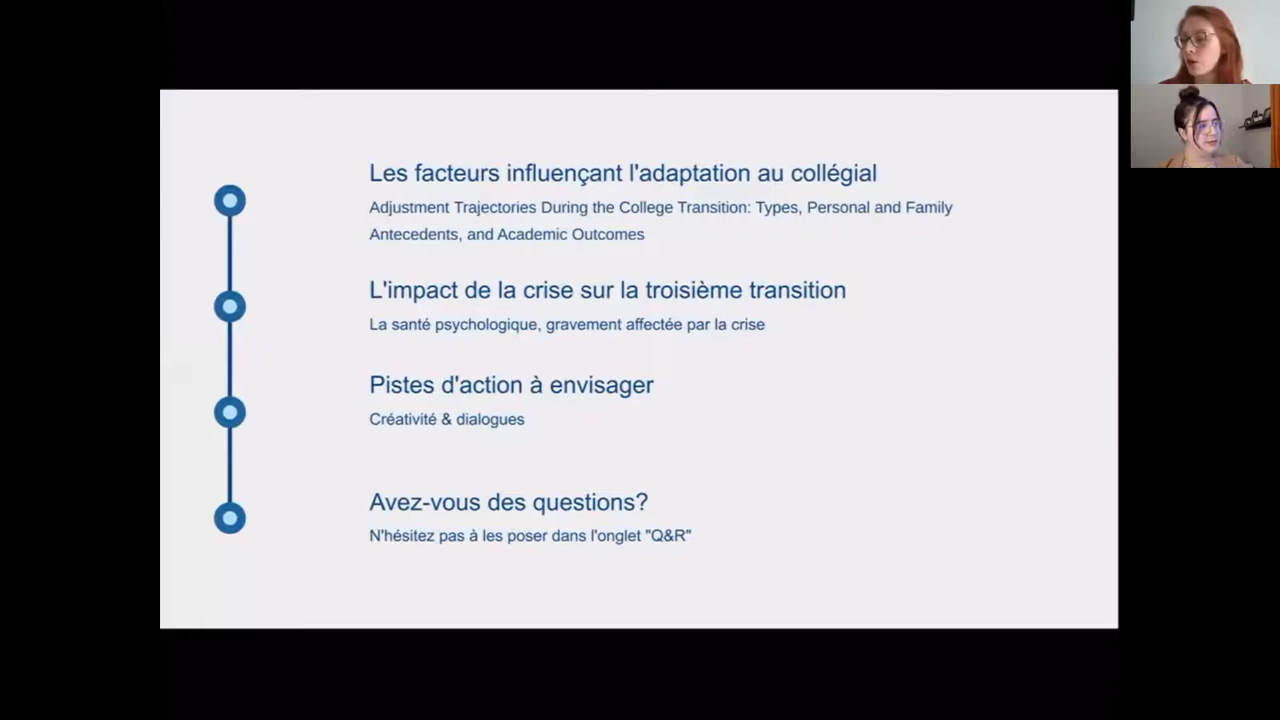 Les facteurs influençant l'adaptation au collégial
Adjustment Trajectories During the College Transition: Types, Personal and Family
Antecedents, and Academic Outcomes
L'impact de la crise sur la troisième transition
La santé psychologique, gravement affectée par la crise
Pistes d'action à envisager
Créativité & dialogues
Avez-vous des questions?
N'hésitez pas à les poser dans l'onglet "Q&R"